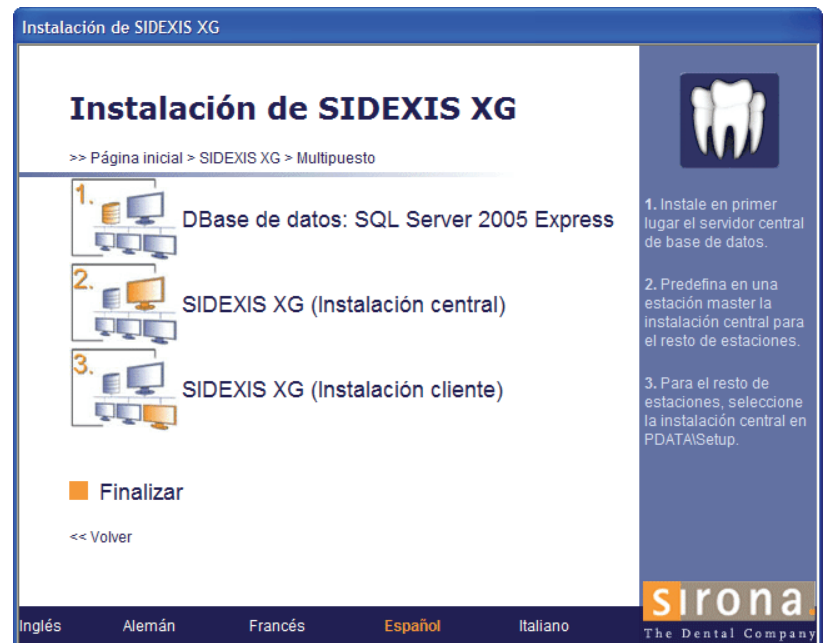 Instalación de SIDEXIS XG
Instalación de SIDEXIS XG
>> Página inicial > SIDEXIS XG > Multipuesto
1.
DBase de datos: SQL Server 2005 Express
2.
SIDEXIS XG (Instalación central)
3.
SIDEXIS XG (Instalación cliente)
Finalizar
<< Volver
1. Instale en primer
lugar el servidor central
de base de datos.
2. Predefina en una
estación master la
instalación central para
el resto de estaciones.
3. Para el resto de
estaciones, seleccione
la instalación central en
PDATA\Setup.
Inglés Alemán Francés Español Italiano
sirona.
The Dental Company